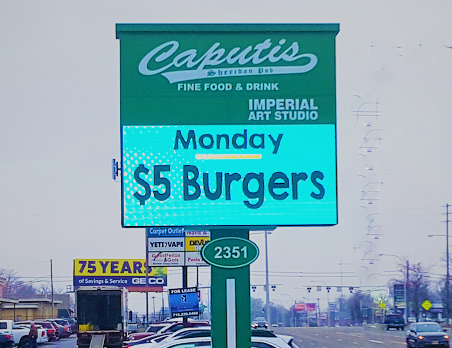 Caputis
Sheridan Pub
FINE FOOD & DRINK
IMPERIAL
ART STUDIO
Monday
$5 Burgers
Carpet Outlet
YETI VAPE
2351
75 YEARS
of Savings & Service
GEICO
FOR LEASE